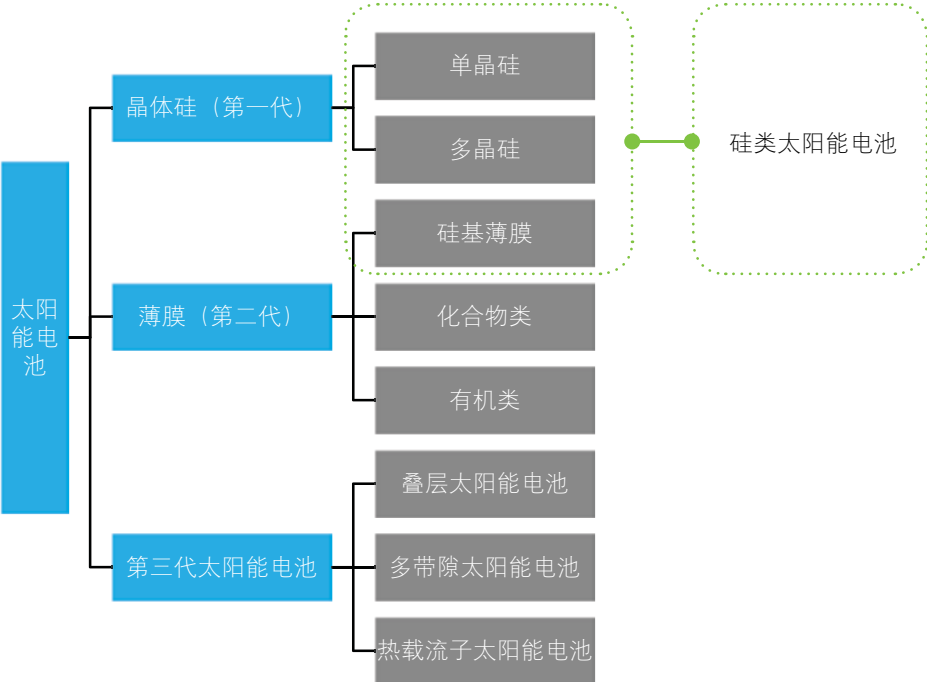 太阳
能电
池
晶体硅（第一代）
单晶硅
多晶硅
薄膜（第二代）
硅基薄膜
化合物类
有机类
第三代太阳能电池
叠层太阳能电池
多带隙太阳能电池
热载流子太阳能电池
硅类太阳能电池